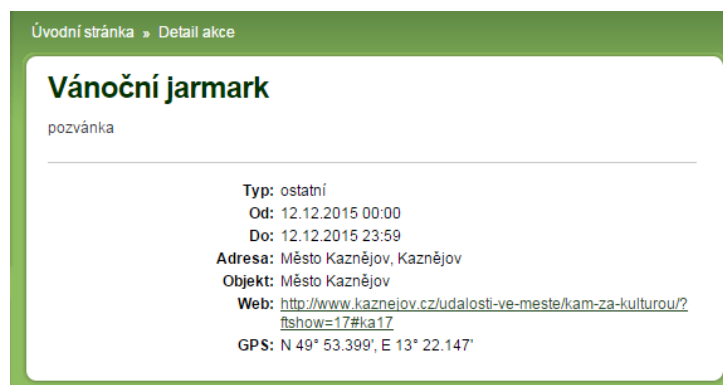 Úvodní stránka » Detail akce
Vánoční jarmark
pozvánka
Typ: ostatní
Od: 12.12.2015 00:00
Do: 12.12.2015 23:59
Adresa: Město Kaznějov, Kaznějov
Objekt: Město Kaznějov
Web: http://www.kaznejov.cz/udalosti-ve-meste/kam-za-kulturou/?
ftshow=17#ka17
GPS: N 49° 53.399', E 13° 22.147'